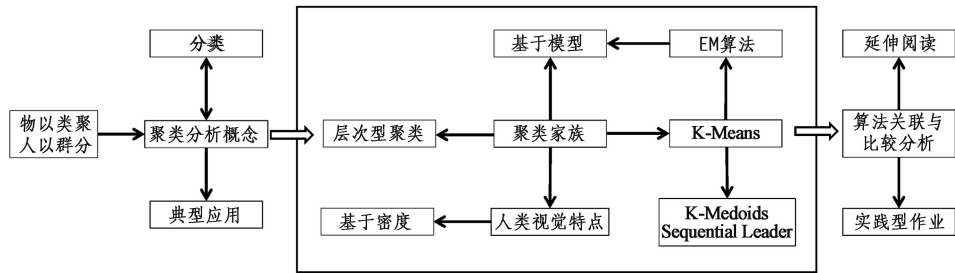 分类
物以类聚
人以群分
聚类分析概念
典型应用
基于模型
EM算法
层次型聚类
聚类家族
K-Means
基于密度
人类视觉特点
K-Medoids
Sequential Leader
延伸阅读
算法关联与
比较分析
实践型作业